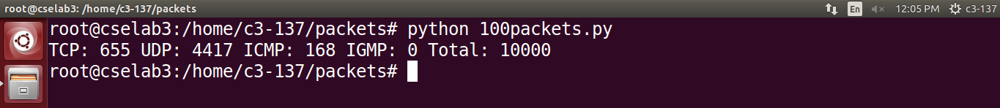 root@cselab3: /home/c3-137/packets En 12:05 PM c3-137
root@cselab3:/home/c3-137/packets# python 100packets.py
TCP: 655 UDP: 4417 ICMP: 168 IGMP: 0 Total: 10000
root@cselab3:/home/c3-137/packets#